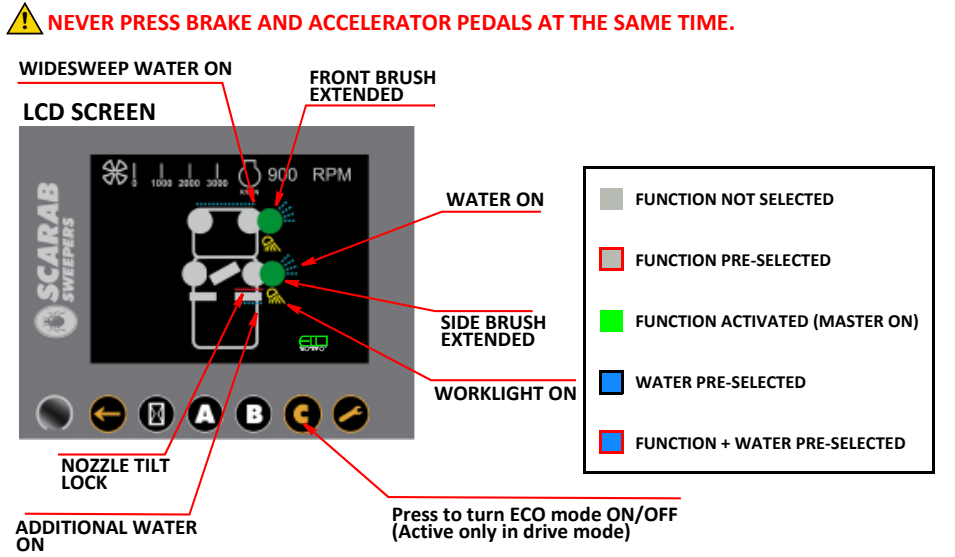 NEVER PRESS BRAKE AND ACCELERATOR PEDALS AT THE SAME TIME.
WIDESWEEP WATER ON
FRONT BRUSH
EXTENDED
LCD SCREEN
0 1000 2000 3000 900 RPM
SCARAB
SWEEPERS
WATER ON
SIDE BRUSH
EXTENDED
ECO
WORKLIGHT ON
A B C
NOZZLE TILT
LOCK
ADDITIONAL WATER
ON
Press to turn ECO mode ON/OFF
(Active only in drive mode)
FUNCTION NOT SELECTED
FUNCTION PRE-SELECTED
FUNCTION ACTIVATED (MASTER ON)
WATER PRE-SELECTED
FUNCTION + WATER PRE-SELECTED